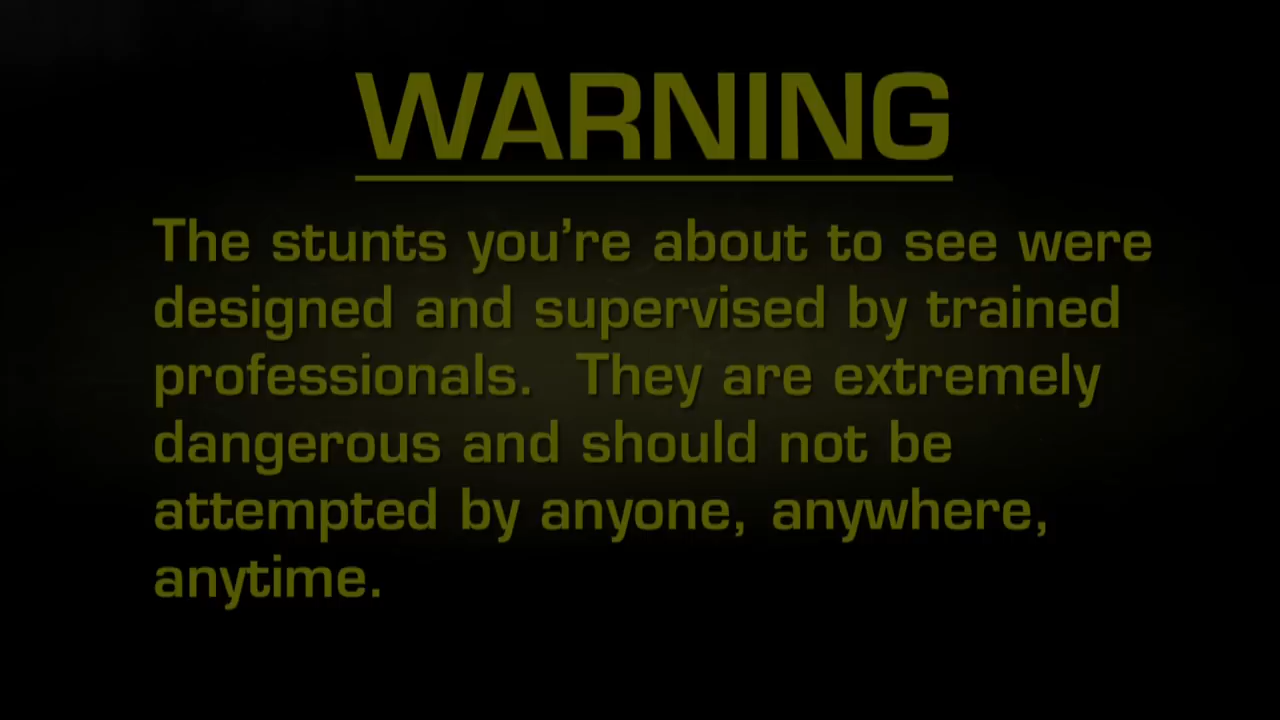 WARNING
The stunts you’re about to see were
designed and supervised by trained
professionals.  They are extremely
dangerous and should not be
attempted by anyone, anywhere,
anytime.